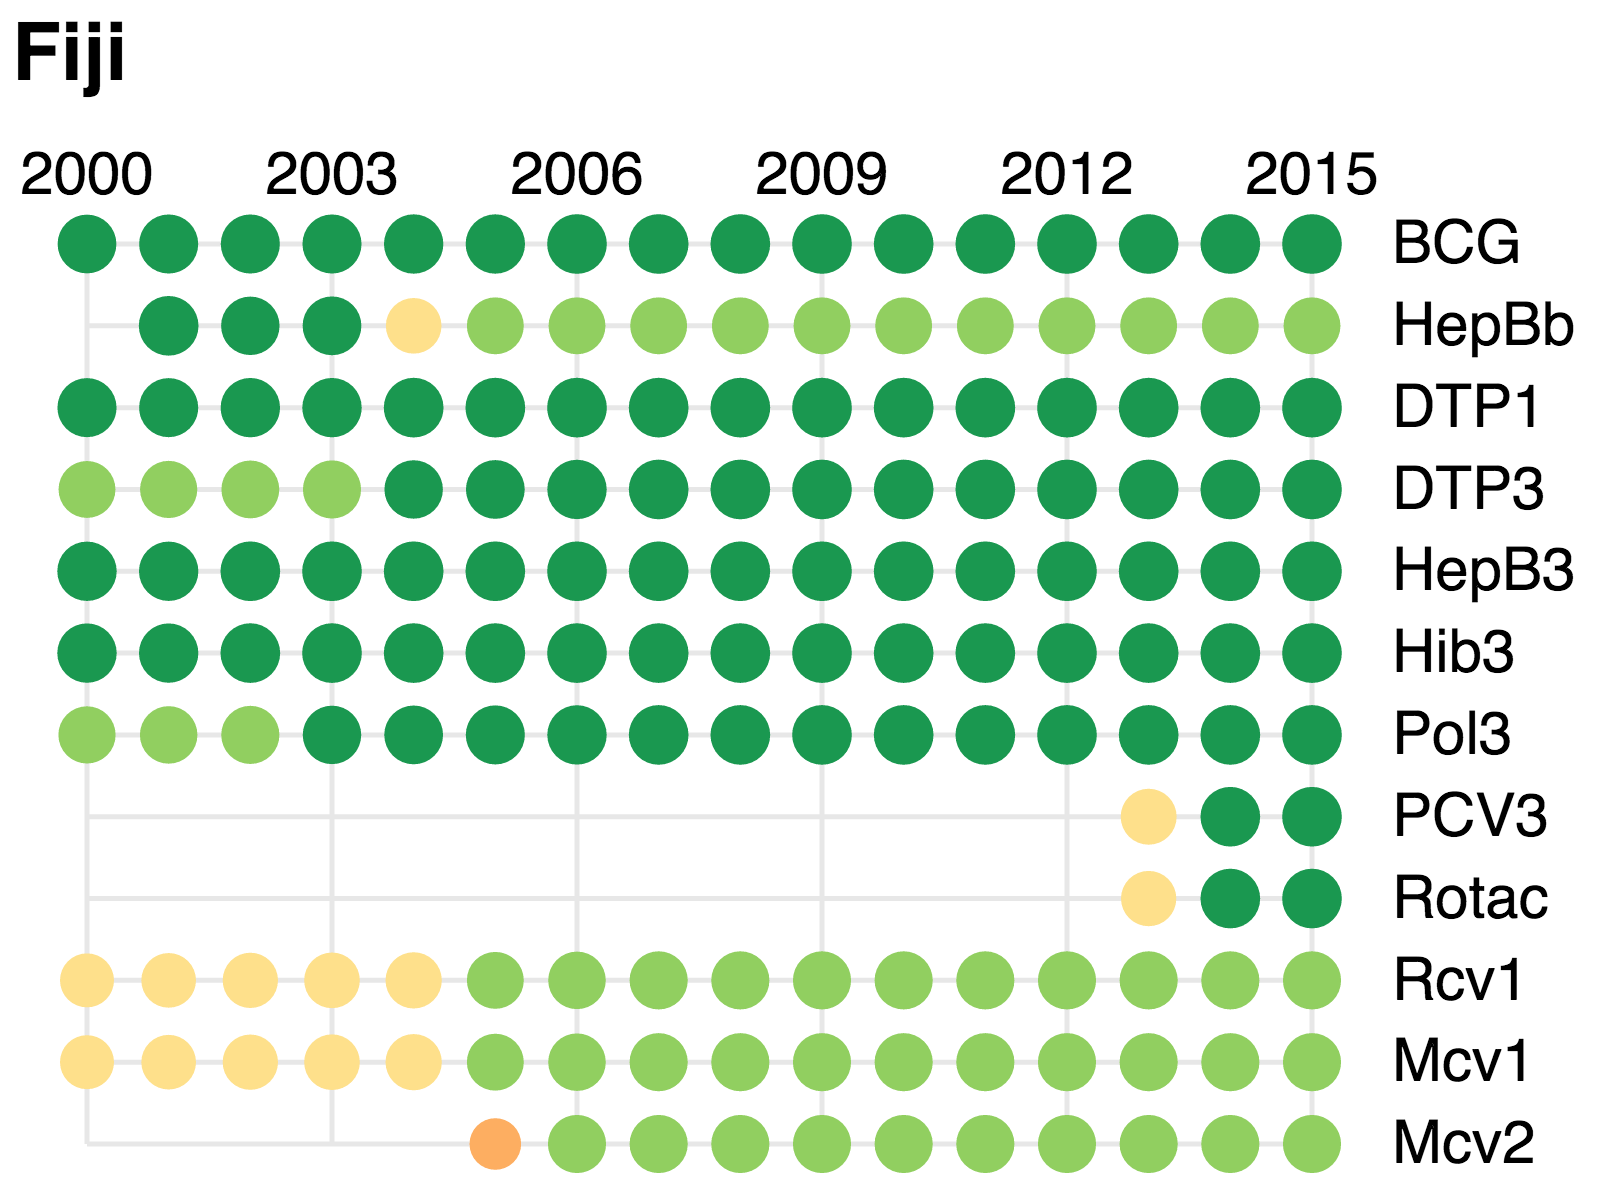 Fiji
2000 2003 2006 2009 2012 2015
BCG
HepBb
DTP1
DTP3
HepB3
Hib3
Pol3
PCV3
Rotac
Rcv1
Mcv1
Mcv2